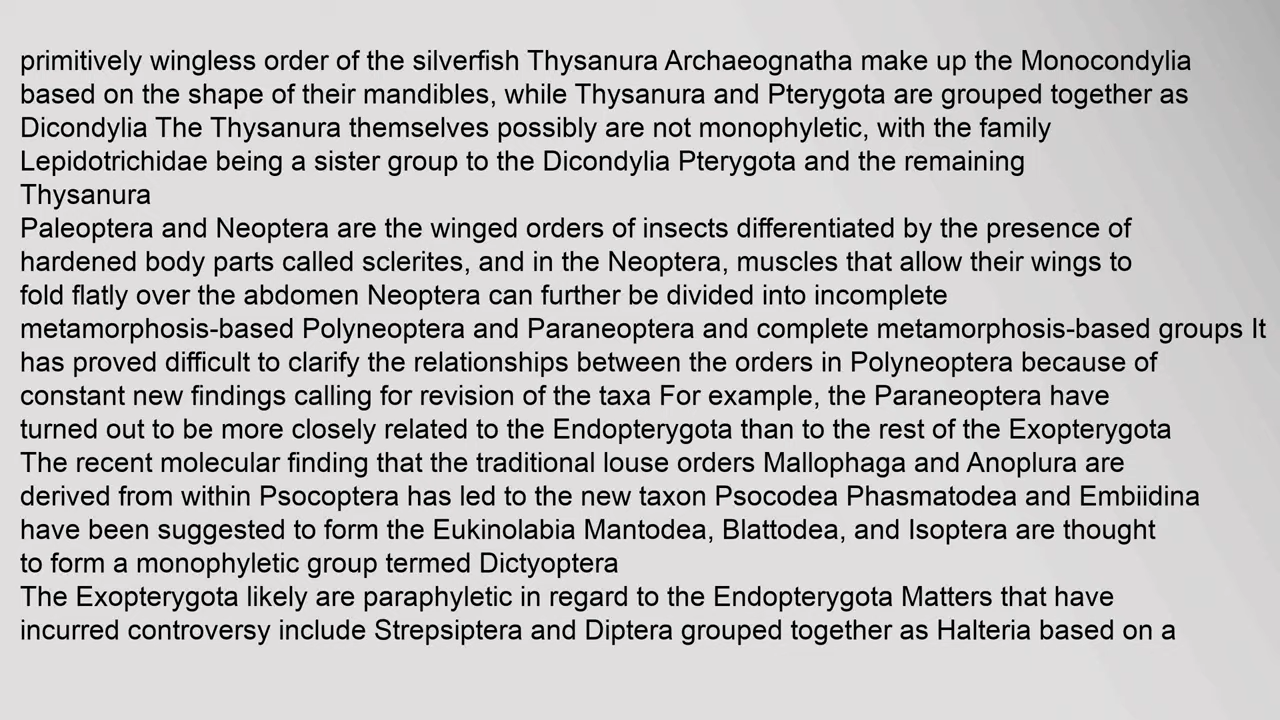 primitively wingless order of the silverfish Thysanura Archaeognatha make up the Monocondylia
based on the shape of their mandibles, while Thysanura and Pterygota are grouped together as
Dicondylia The Thysanura themselves possibly are not monophyletic, with the family
Lepidotrichidae being a sister group to the Dicondylia Pterygota and the remaining
Thysanura
Paleoptera and Neoptera are the winged orders of insects differentiated by the presence of
hardened body parts called sclerites, and in the Neoptera, muscles that allow their wings to
fold flatly over the abdomen Neoptera can further be divided into incomplete
metamorphosis-based Polyneoptera and Paraneoptera and complete metamorphosis-based groups It
has proved difficult to clarify the relationships between the orders in Polyneoptera because of
constant new findings calling for revision of the taxa For example, the Paraneoptera have
turned out to be more closely related to the Endopterygota than to the rest of the Exopterygota
The recent molecular finding that the traditional louse orders Mallophaga and Anoplura are
derived from within Psocoptera has led to the new taxon Psocodea Phasmatodea and Embiidina
have been suggested to form the Eukinolabia Mantodea, Blattodea, and Isoptera are thought
to form a monophyletic group termed Dictyoptera
The Exopterygota likely are paraphyletic in regard to the Endopterygota Matters that have
incurred controversy include Strepsiptera and Diptera grouped together as Halteria based on a